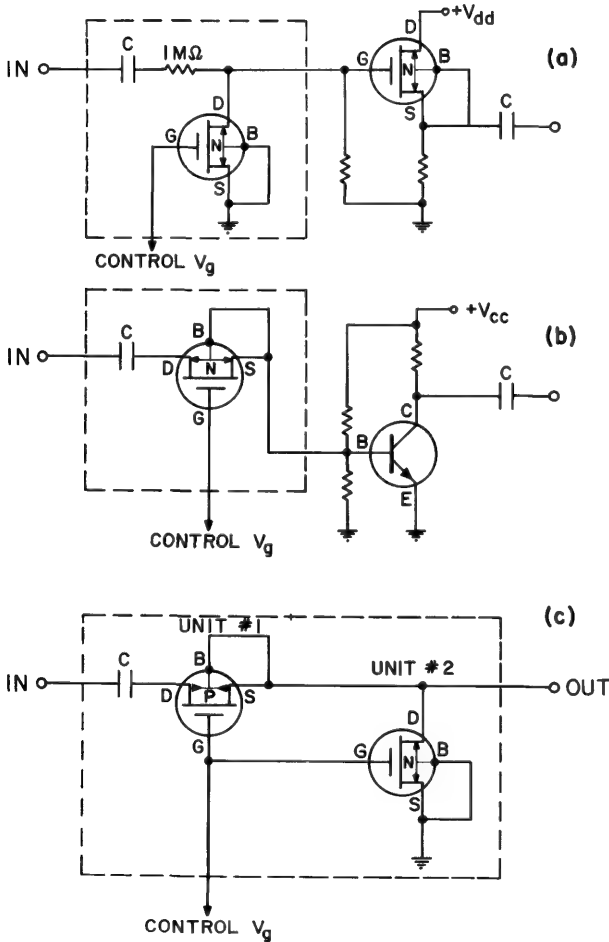 +Vdd
D
(a)
C
1MΩ
IN
G
N
B
D
S
C
G
N
B
S
CONTROL Vg
+Vcc
(b)
B
C
IN
D
N
S
C
C
G
B
E
CONTROL Vg
(c)
UNIT #1
B
C
UNIT #2
IN
D
P
S
OUT
D
G
G
N
B
S
CONTROL Vg